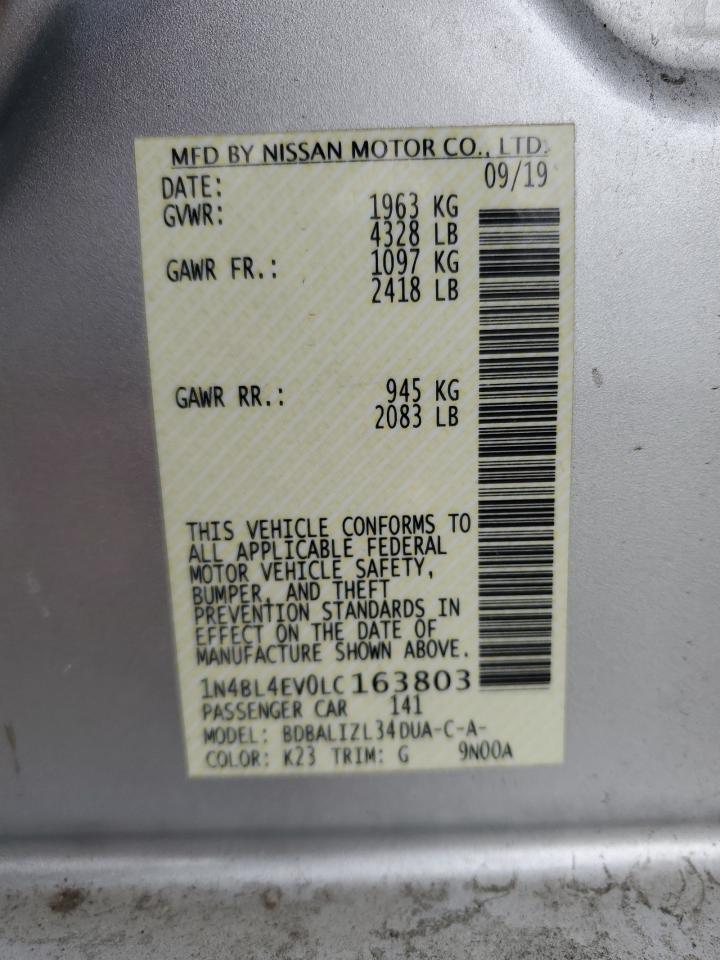 MFD BY NISSAN MOTOR CO., LTD.
DATE: 09/19
GVWR: 1963 KG
4328 LB
GAWR FR.: 1097 KG
2418 LB
GAWR RR.: 945 KG
2083 LB
THIS VEHICLE CONFORMS TO
ALL APPLICABLE FEDERAL
MOTOR VEHICLE SAFETY,
BUMPER, AND THEFT
PREVENTION STANDARDS IN
EFFECT ON THE DATE OF
MANUFACTURE SHOWN ABOVE.
1N4BL4EV0LC163803
PASSENGER CAR 141
MODEL: BDBALIZL34DUA-C-A-
COLOR: K23 TRIM: G 9N00A